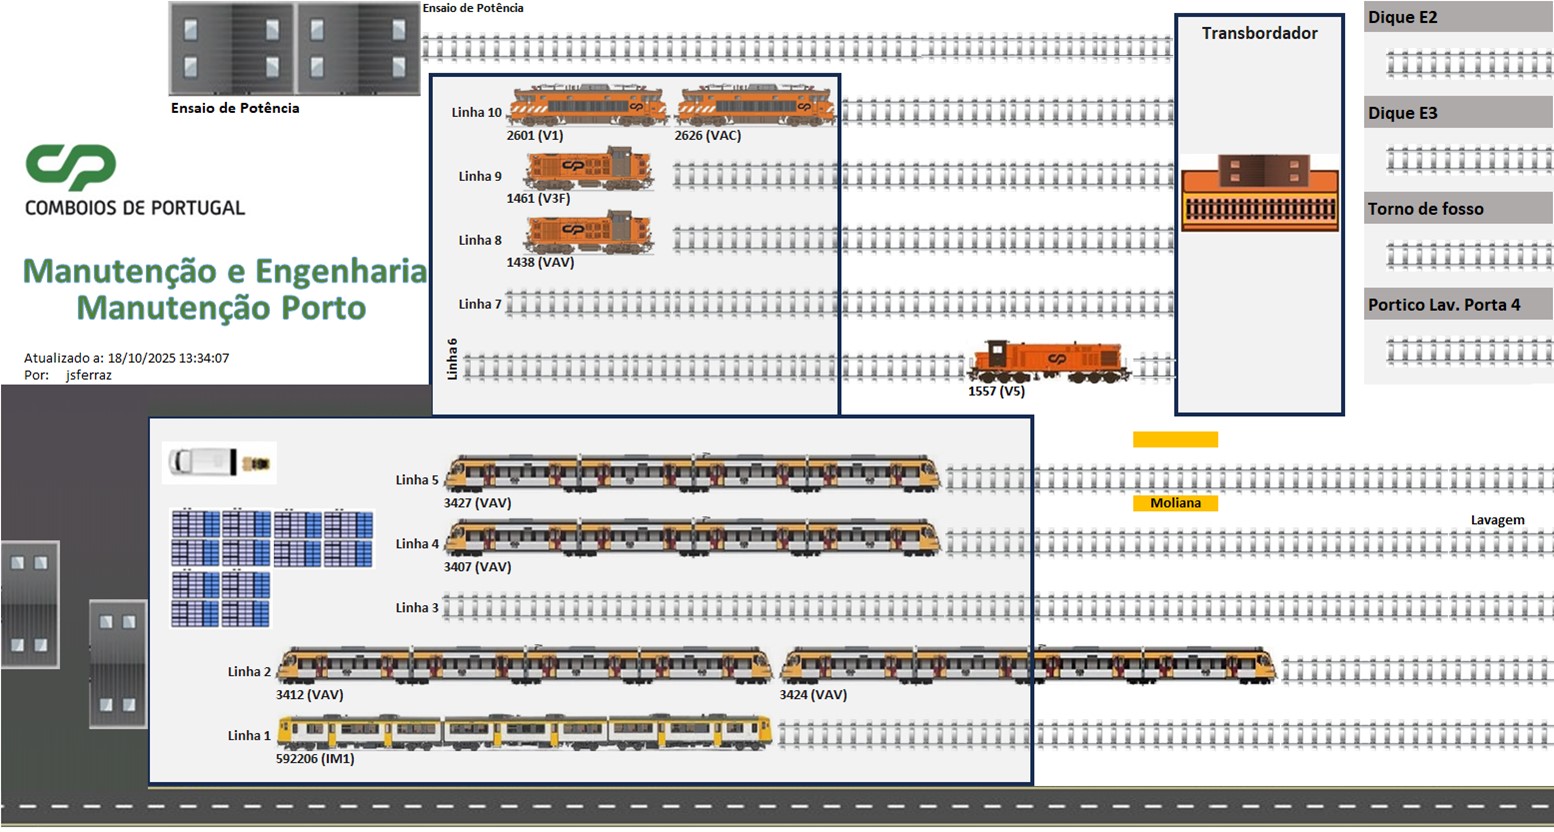 Ensaio de Potência
Ensaio de Potência
COMBOIOS DE PORTUGAL
Manutenção e Engenharia
Manutenção Porto
Atualizado a: 18/10/2025 13:34:07
Por: jsferraz
Linha 10
2601 (V1) 2626 (VAC)
Linha 9
1461 (V3F)
Linha 8
1438 (VAV)
Linha 7
Linha 6
1557 (V5)
Transbordador
Dique E2
Dique E3
Torno de fosso
Portico Lav. Porta 4
Linha 5
3427 (VAV)
Moliana
Lavagem
Linha 4
3407 (VAV)
Linha 3
Linha 2
3412 (VAV) 3424 (VAV)
Linha 1
592206 (IM1)